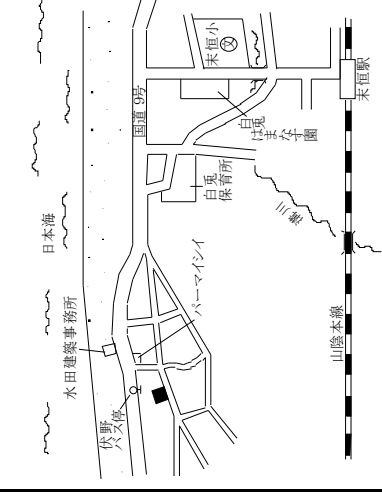 末恒小
文
国道 9号
末恒駅
白兎
はまなす園
白兎
保育所
日本海
パーマイシイ
水田建築事務所
山陰本線
伏野
バス停